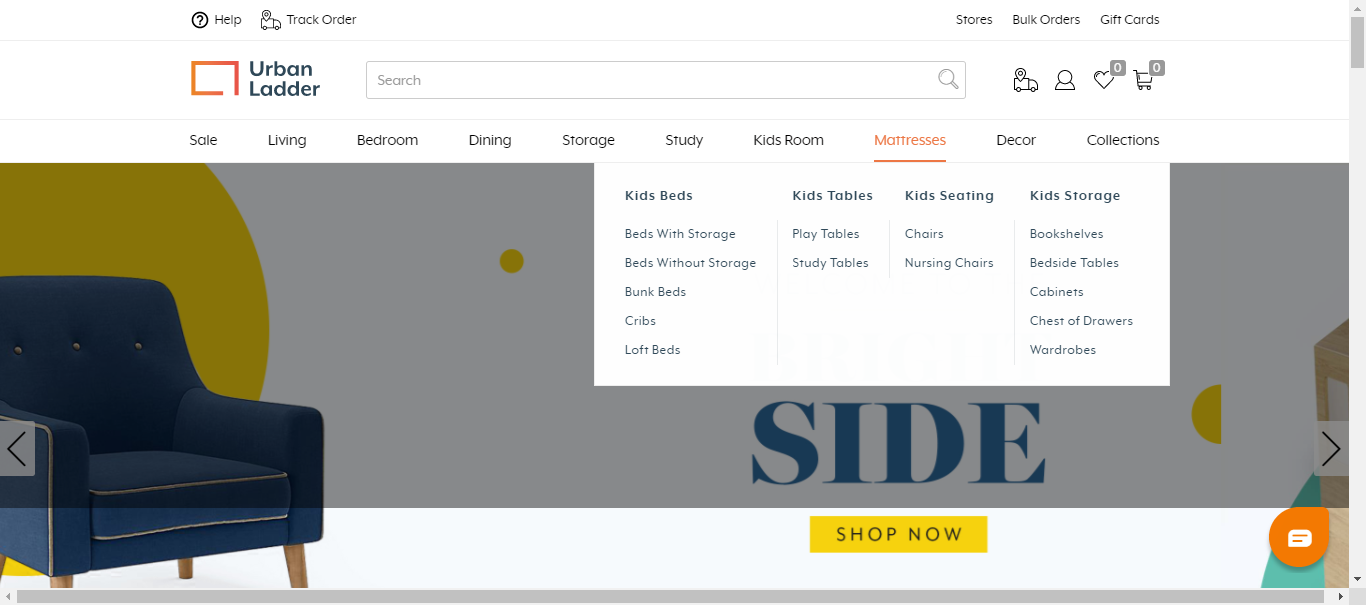 Help
Track Order
Stores
Bulk Orders
Gift Cards
Urban
Ladder
Search
0
0
Sale
Living
Bedroom
Dining
Storage
Study
Kids Room
Mattresses
Decor
Collections
Kids Beds
Beds With Storage
Beds Without Storage
Bunk Beds
Cribs
Loft Beds
Kids Tables
Play Tables
Study Tables
Kids Seating
Chairs
Nursing Chairs
Kids Storage
Bookshelves
Bedside Tables
Cabinets
Chest of Drawers
Wardrobes
SIDE
SHOP NOW